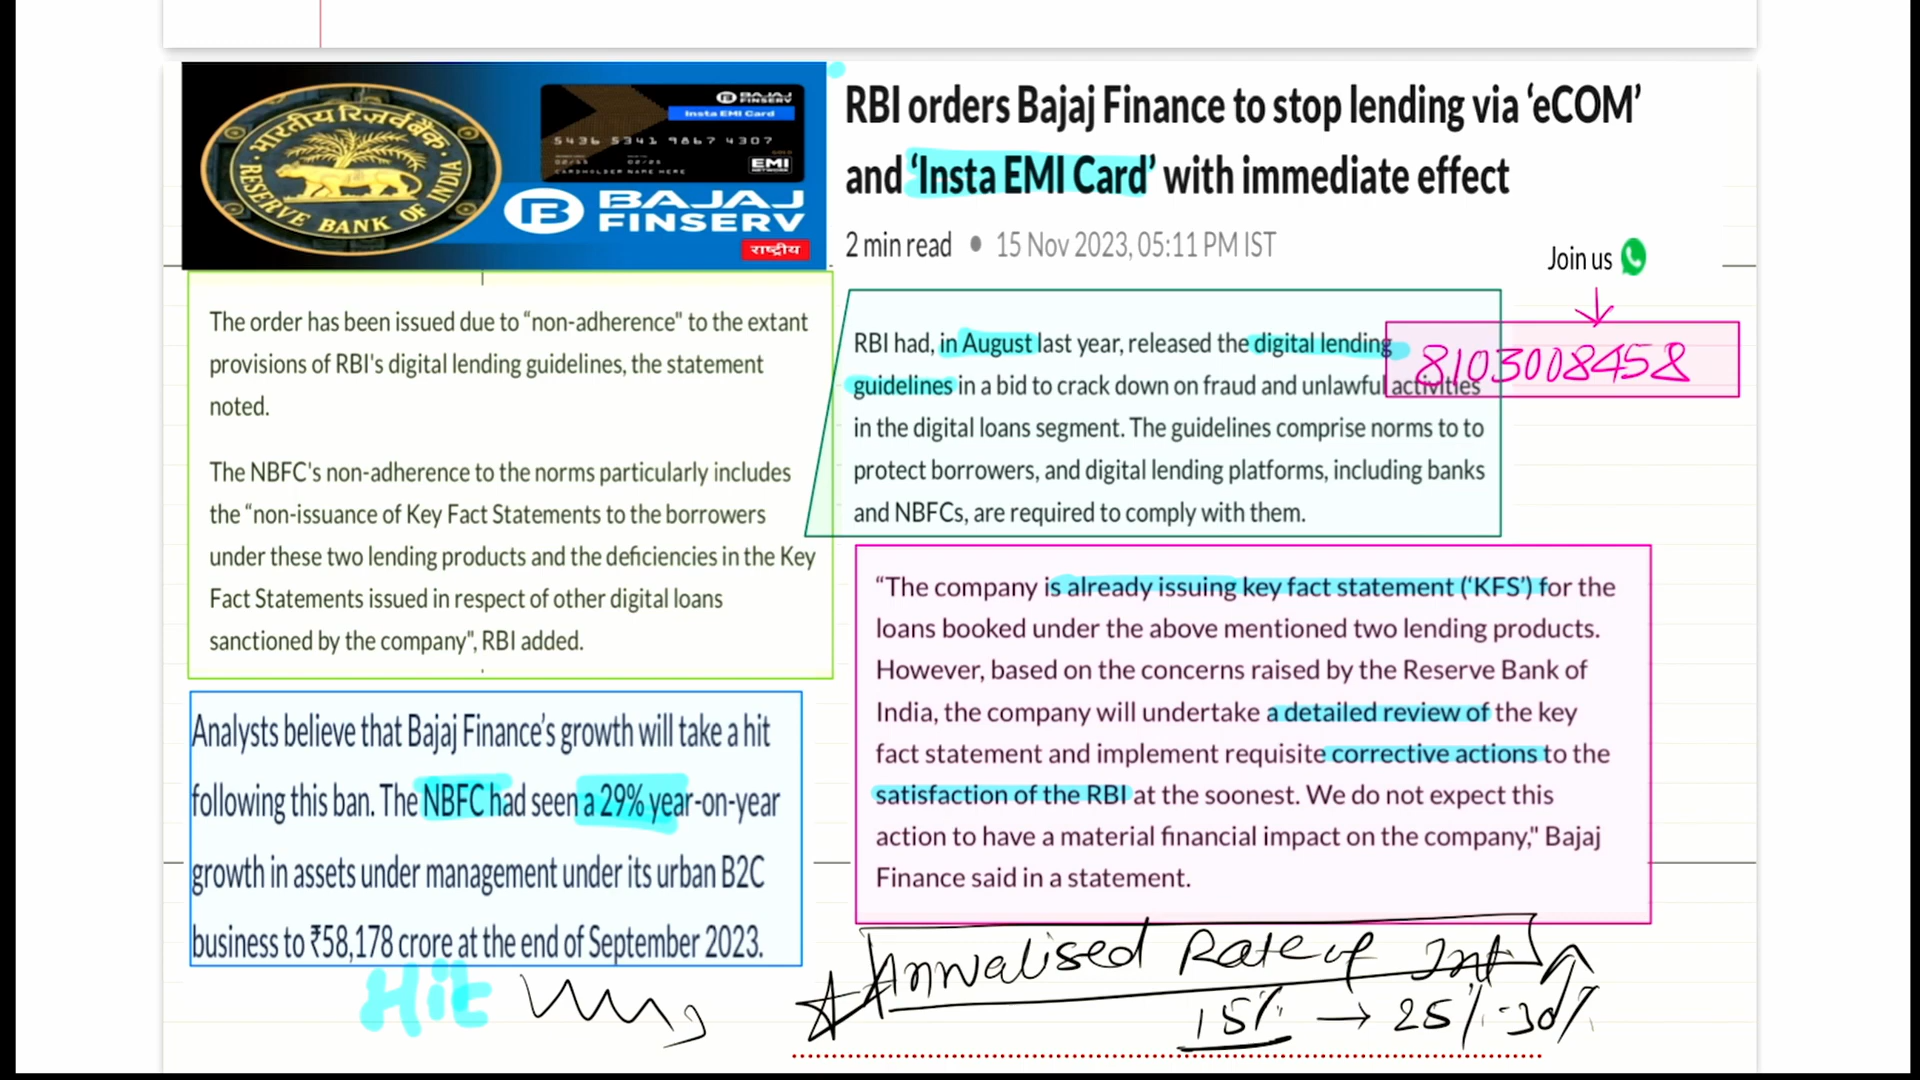 भारतीय रिज़र्व बैंक
RESERVE BANK OF INDIA
BAJAJ
FINSERV
Insta EMI Card
5436 5341 9867 4307
EMI
NETWORK
CARDHOLDER NAME HERE
BAJAJ
FINSERV
राष्ट्रीय
RBI orders Bajaj Finance to stop lending via ‘eCOM’
and ‘Insta EMI Card’ with immediate effect
2 min read • 15 Nov 2023, 05:11 PM IST
Join us
8103008458
The order has been issued due to “non-adherence" to the extant
provisions of RBI's digital lending guidelines, the statement
noted.
The NBFC's non-adherence to the norms particularly includes
the “non-issuance of Key Fact Statements to the borrowers
under these two lending products and the deficiencies in the Key
Fact Statements issued in respect of other digital loans
sanctioned by the company", RBI added.
RBI had, in August last year, released the digital lending
guidelines in a bid to crack down on fraud and unlawful activities
in the digital loans segment. The guidelines comprise norms to to
protect borrowers, and digital lending platforms, including banks
and NBFCs, are required to comply with them.
“The company is already issuing key fact statement (‘KFS’) for the
loans booked under the above mentioned two lending products.
However, based on the concerns raised by the Reserve Bank of
India, the company will undertake a detailed review of the key
fact statement and implement requisite corrective actions to the
satisfaction of the RBI at the soonest. We do not expect this
action to have a material financial impact on the company," Bajaj
Finance said in a statement.
Analysts believe that Bajaj Finance’s growth will take a hit
following this ban. The NBFC had seen a 29% year-on-year
growth in assets under management under its urban B2C
business to ₹58,178 crore at the end of September 2023.
Hit
Annualised Rate of Int
15% → 25%-30%